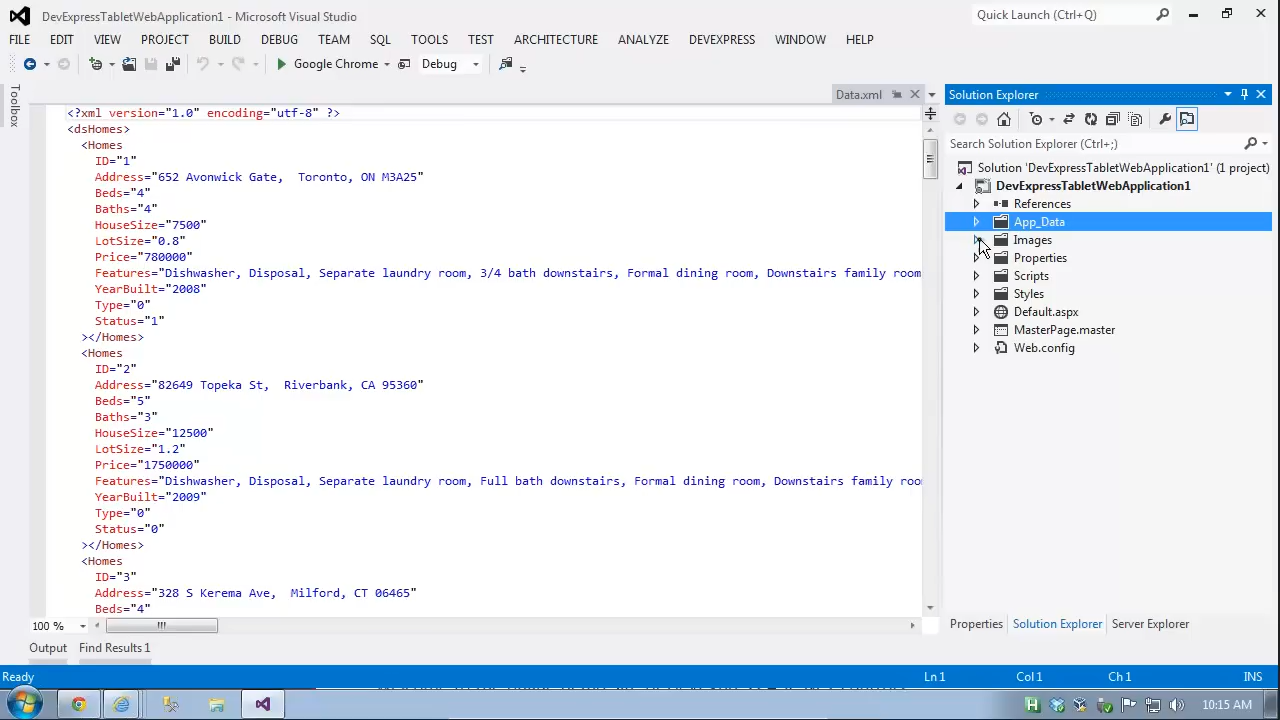 DevExpressTabletWebApplication1 - Microsoft Visual Studio
Quick Launch (Ctrl+Q)
FILE EDIT VIEW PROJECT BUILD DEBUG TEAM SQL TOOLS TEST ARCHITECTURE ANALYZE DEVEXPRESS WINDOW HELP
Google Chrome Debug
Toolbox
Data.xml
<?xml version="1.0" encoding="utf-8" ?>
<dsHomes>
<Homes
ID="1"
Address="652 Avonwick Gate,  Toronto, ON M3A25"
Beds="4"
Baths="4"
HouseSize="7500"
LotSize="0.8"
Price="780000"
Features="Dishwasher, Disposal, Separate laundry room, 3/4 bath downstairs, Formal dining room, Downstairs family room
YearBuilt="2008"
Type="0"
Status="1"
></Homes>
<Homes
ID="2"
Address="82649 Topeka St,  Riverbank, CA 95360"
Beds="5"
Baths="3"
HouseSize="12500"
LotSize="1.2"
Price="1750000"
Features="Dishwasher, Disposal, Separate laundry room, Full bath downstairs, Formal dining room, Downstairs family roo
YearBuilt="2009"
Type="0"
Status="0"
></Homes>
<Homes
ID="3"
Address="328 S Kerema Ave,  Milford, CT 06465"
Beds="4"
100 %
Output Find Results 1
Solution Explorer
Search Solution Explorer (Ctrl+;)
Solution 'DevExpressTabletWebApplication1' (1 project)
DevExpressTabletWebApplication1
References
App_Data
Images
Properties
Scripts
Styles
Default.aspx
MasterPage.master
Web.config
Properties Solution Explorer Server Explorer
Ready Ln 1 Col 1 Ch 1 INS
10:15 AM